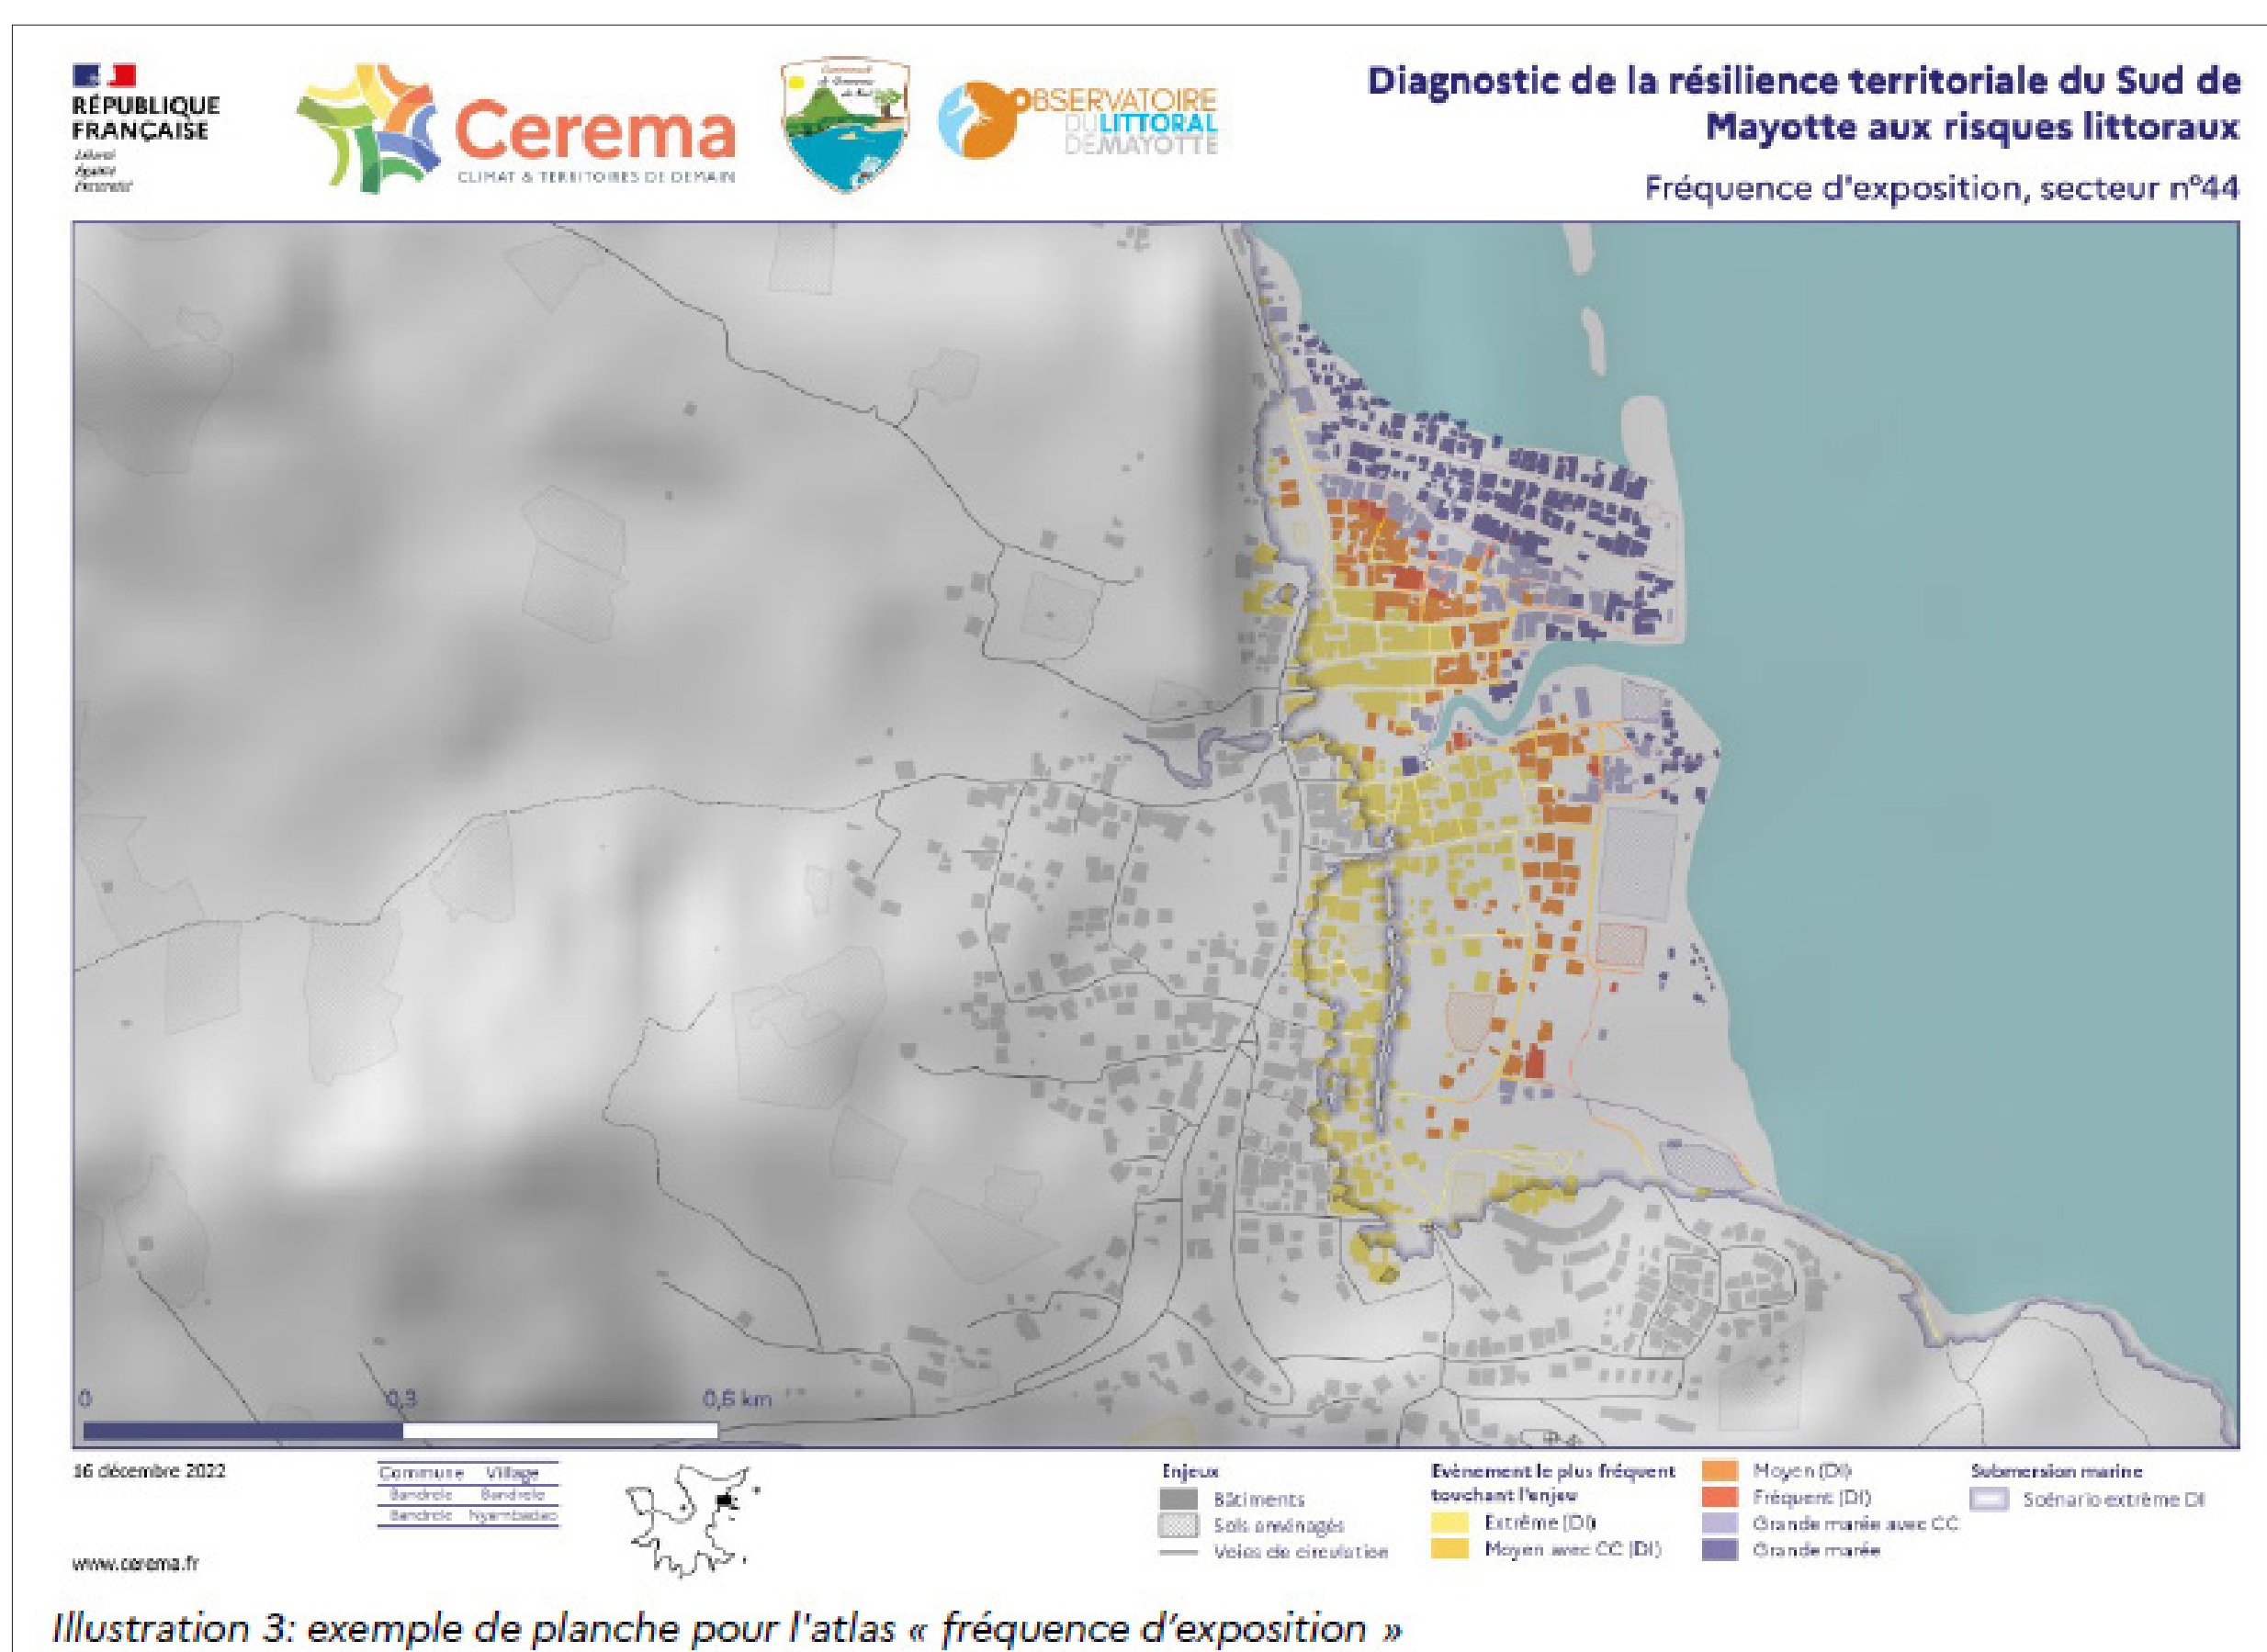 RÉPUBLIQUE
FRANÇAISE
Liberté
Égalité
Fraternité
Cerema
CLIMAT & TERRITOIRES DE DEMAIN
OBSERVATOIRE
DU LITTORAL
DE MAYOTTE
Diagnostic de la résilience territoriale du Sud de
Mayotte aux risques littoraux
Fréquence d'exposition, secteur n°44
0 0,3 0,6 km
16 décembre 2022
Commune Village
Bandrele Bandrele
Bandrele Nyambadao
www.cerema.fr
Enjeux
Bâtiments
Sols aménagés
Voies de circulation
Evènement le plus fréquent
touchant l'enjeu
Extrême (DI)
Moyen avec CC (DI)
Moyen (DI)
Fréquent (DI)
Grande marée avec CC
Grande marée
Submersion marine
Scénario extrême DI
Illustration 3: exemple de planche pour l'atlas « fréquence d'exposition »